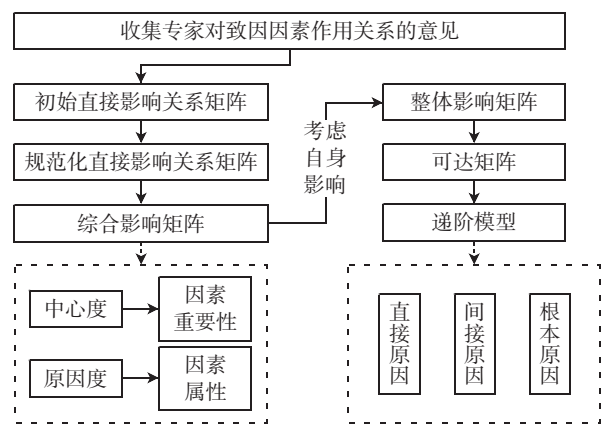 收集专家对致因因素作用关系的意见
初始直接影响关系矩阵
规范化直接影响关系矩阵
综合影响矩阵
考虑
自身
影响
整体影响矩阵
可达矩阵
递阶模型
中心度
因素
重要性
原因度
因素
属性
直接原因
间接原因
根本原因